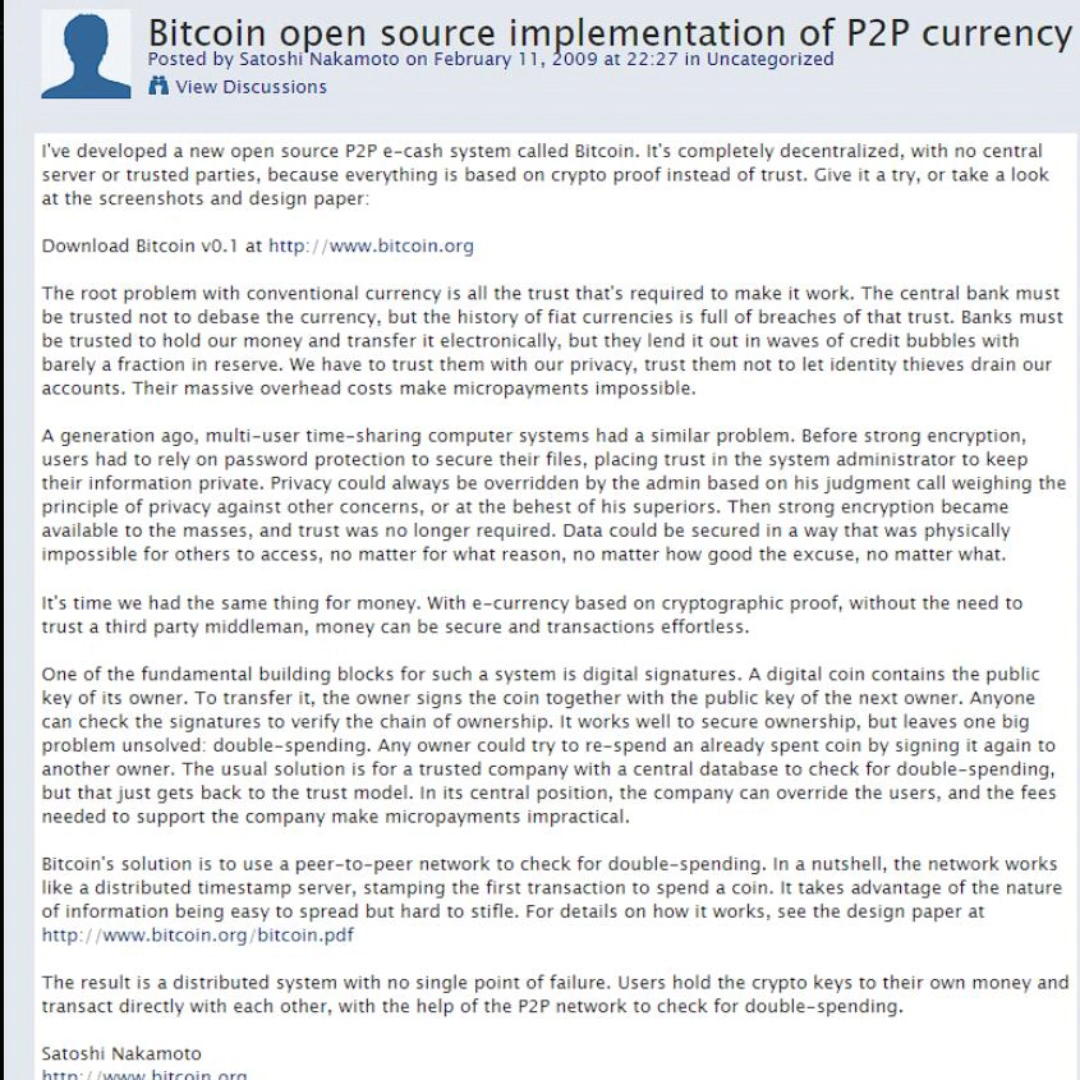 Bitcoin open source implementation of P2P currency
Posted by Satoshi Nakamoto on February 11, 2009 at 22:27 in Uncategorized
View Discussions
I've developed a new open source P2P e-cash system called Bitcoin. It's completely decentralized, with no central
server or trusted parties, because everything is based on crypto proof instead of trust. Give it a try, or take a look
at the screenshots and design paper:
Download Bitcoin v0.1 at http://www.bitcoin.org
The root problem with conventional currency is all the trust that's required to make it work. The central bank must
be trusted not to debase the currency, but the history of fiat currencies is full of breaches of that trust. Banks must
be trusted to hold our money and transfer it electronically, but they lend it out in waves of credit bubbles with
barely a fraction in reserve. We have to trust them with our privacy, trust them not to let identity thieves drain our
accounts. Their massive overhead costs make micropayments impossible.
A generation ago, multi-user time-sharing computer systems had a similar problem. Before strong encryption,
users had to rely on password protection to secure their files, placing trust in the system administrator to keep
their information private. Privacy could always be overridden by the admin based on his judgment call weighing the
principle of privacy against other concerns, or at the behest of his superiors. Then strong encryption became
available to the masses, and trust was no longer required. Data could be secured in a way that was physically
impossible for others to access, no matter for what reason, no matter how good the excuse, no matter what.
It's time we had the same thing for money. With e-currency based on cryptographic proof, without the need to
trust a third party middleman, money can be secure and transactions effortless.
One of the fundamental building blocks for such a system is digital signatures. A digital coin contains the public
key of its owner. To transfer it, the owner signs the coin together with the public key of the next owner. Anyone
can check the signatures to verify the chain of ownership. It works well to secure ownership, but leaves one big
problem unsolved: double-spending. Any owner could try to re-spend an already spent coin by signing it again to
another owner. The usual solution is for a trusted company with a central database to check for double-spending,
but that just gets back to the trust model. In its central position, the company can override the users, and the fees
needed to support the company make micropayments impractical.
Bitcoin's solution is to use a peer-to-peer network to check for double-spending. In a nutshell, the network works
like a distributed timestamp server, stamping the first transaction to spend a coin. It takes advantage of the nature
of information being easy to spread but hard to stifle. For details on how it works, see the design paper at
http://www.bitcoin.org/bitcoin.pdf
The result is a distributed system with no single point of failure. Users hold the crypto keys to their own money and
transact directly with each other, with the help of the P2P network to check for double-spending.
Satoshi Nakamoto
http://www.bitcoin.org